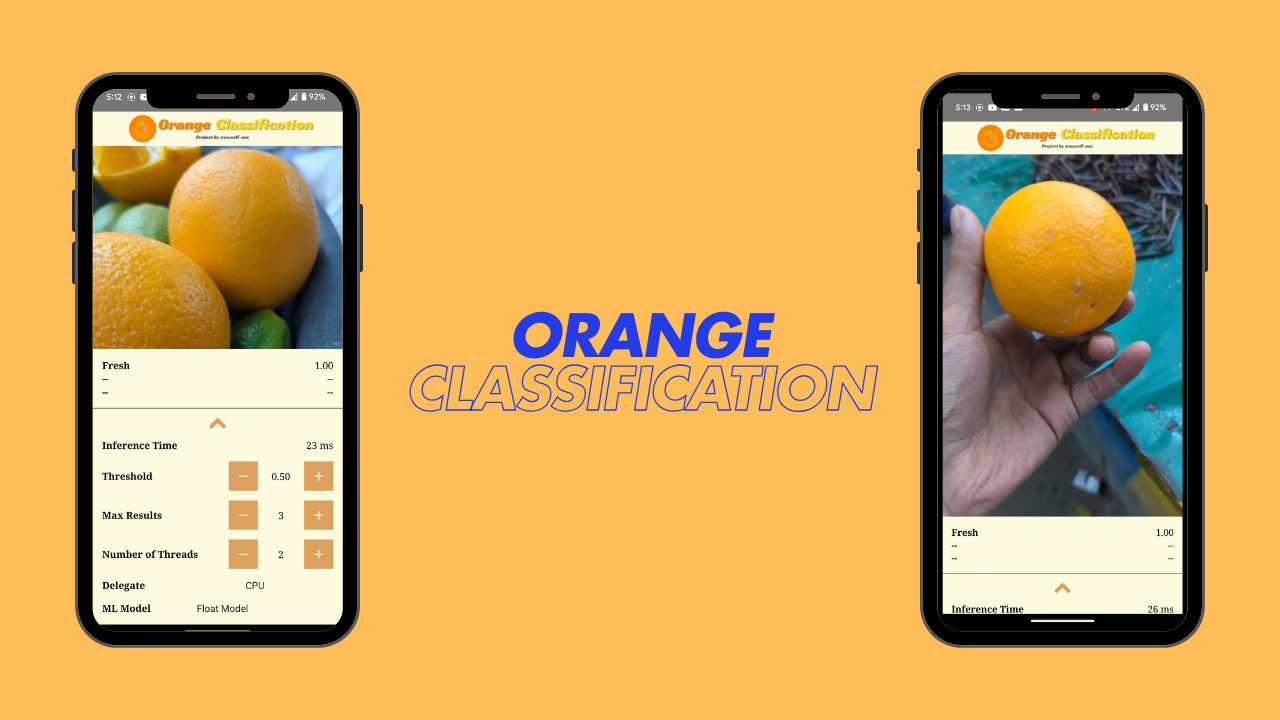 5:12
92%
Orange Classification
Fresh 1.00
-- --
-- --
Inference Time 23 ms
Threshold − 0.50 +
Max Results − 3 +
Number of Threads − 2 +
Delegate CPU
ML Model Float Model
ORANGE
CLASSIFICATION
5:13
92%
Orange Classification
Fresh 1.00
-- --
-- --
Inference Time 26 ms